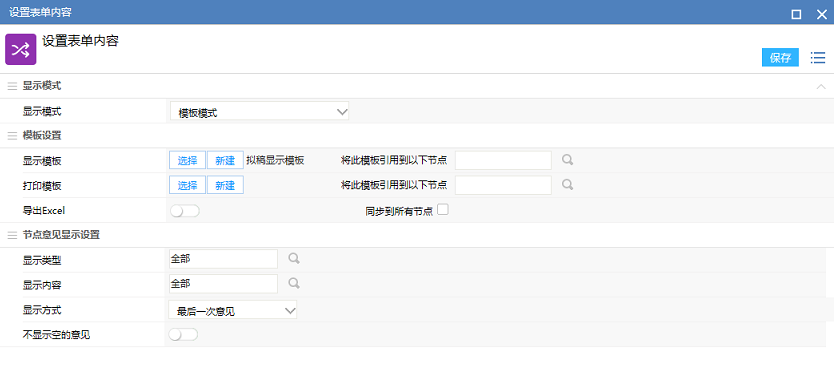 设置表单内容
设置表单内容
保存
显示模式
显示模式 模板模式
模板设置
显示模板 选择 新建 拟稿显示模板 将此模板引用到以下节点
打印模板 选择 新建 将此模板引用到以下节点
导出Excel 同步到所有节点
节点意见显示设置
显示类型 全部
显示内容 全部
显示方式 最后一次意见
不显示空的意见